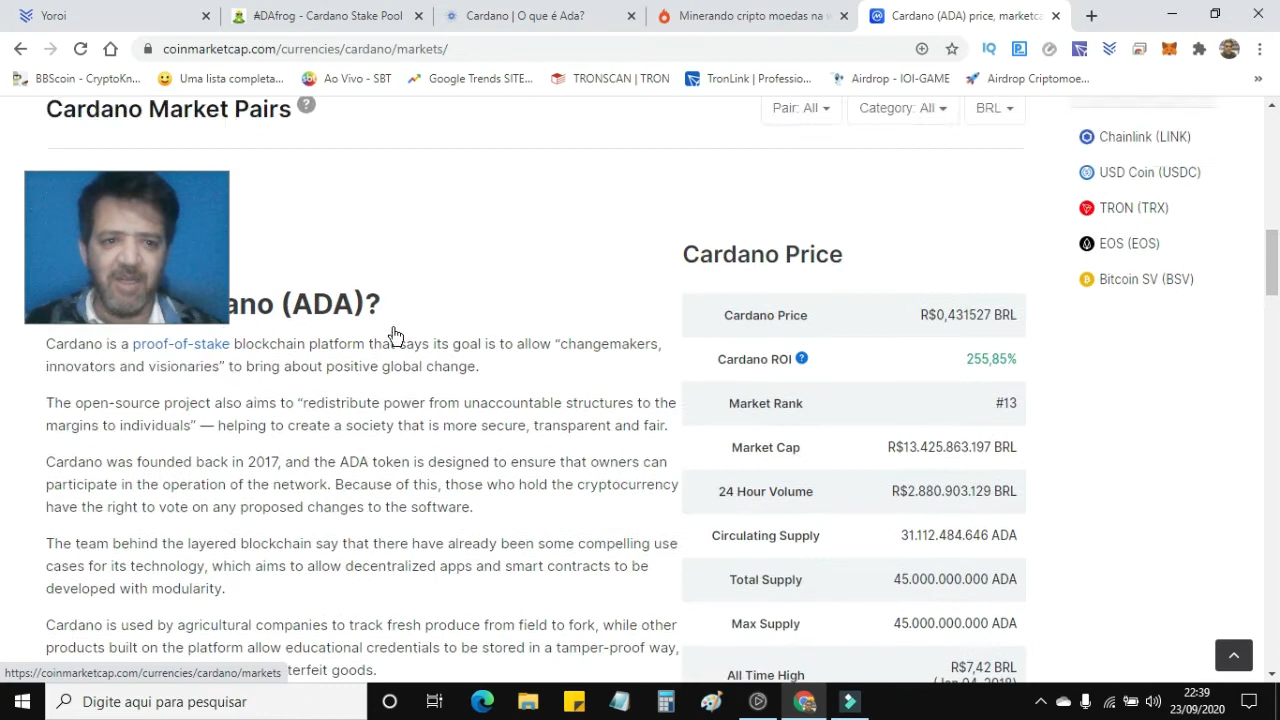 Yoroi
₳DAfrog - Cardano Stake Pool
Cardano | O que é Ada?
Minerando cripto moedas na w
Cardano (ADA) price, marketca
coinmarketcap.com/currencies/cardano/markets/
BBScoin - CryptoKn...
Uma lista completa...
Ao Vivo - SBT
Google Trends SITE...
TRONSCAN | TRON
TronLink | Professio...
Airdrop - IOI-GAME
Airdrop Criptomoe...
Cardano Market Pairs
Pair: All
Category: All
BRL
Chainlink (LINK)
USD Coin (USDC)
TRON (TRX)
EOS (EOS)
Bitcoin SV (BSV)
ano (ADA)?
Cardano is a proof-of-stake blockchain platform that says its goal is to allow “changemakers,
innovators and visionaries” to bring about positive global change.
The open-source project also aims to “redistribute power from unaccountable structures to the
margins to individuals” — helping to create a society that is more secure, transparent and fair.
Cardano was founded back in 2017, and the ADA token is designed to ensure that owners can
participate in the operation of the network. Because of this, those who hold the cryptocurrency
have the right to vote on any proposed changes to the software.
The team behind the layered blockchain say that there have already been some compelling use
cases for its technology, which aims to allow decentralized apps and smart contracts to be
developed with modularity.
Cardano is used by agricultural companies to track fresh produce from field to fork, while other
products built on the platform allow educational credentials to be stored in a tamper-proof way,
terfeit goods.
Cardano Price
Cardano Price R$0,431527 BRL
Cardano ROI 255,85%
Market Rank #13
Market Cap R$13.425.863.197 BRL
24 Hour Volume R$2.880.903.129 BRL
Circulating Supply 31.112.484.646 ADA
Total Supply 45.000.000.000 ADA
Max Supply 45.000.000.000 ADA
All Time High R$7,42 BRL
(Jan 04, 2018)
https://coinmarketcap.com/currencies/cardano/markets
Digite aqui para pesquisar
22:39
23/09/2020